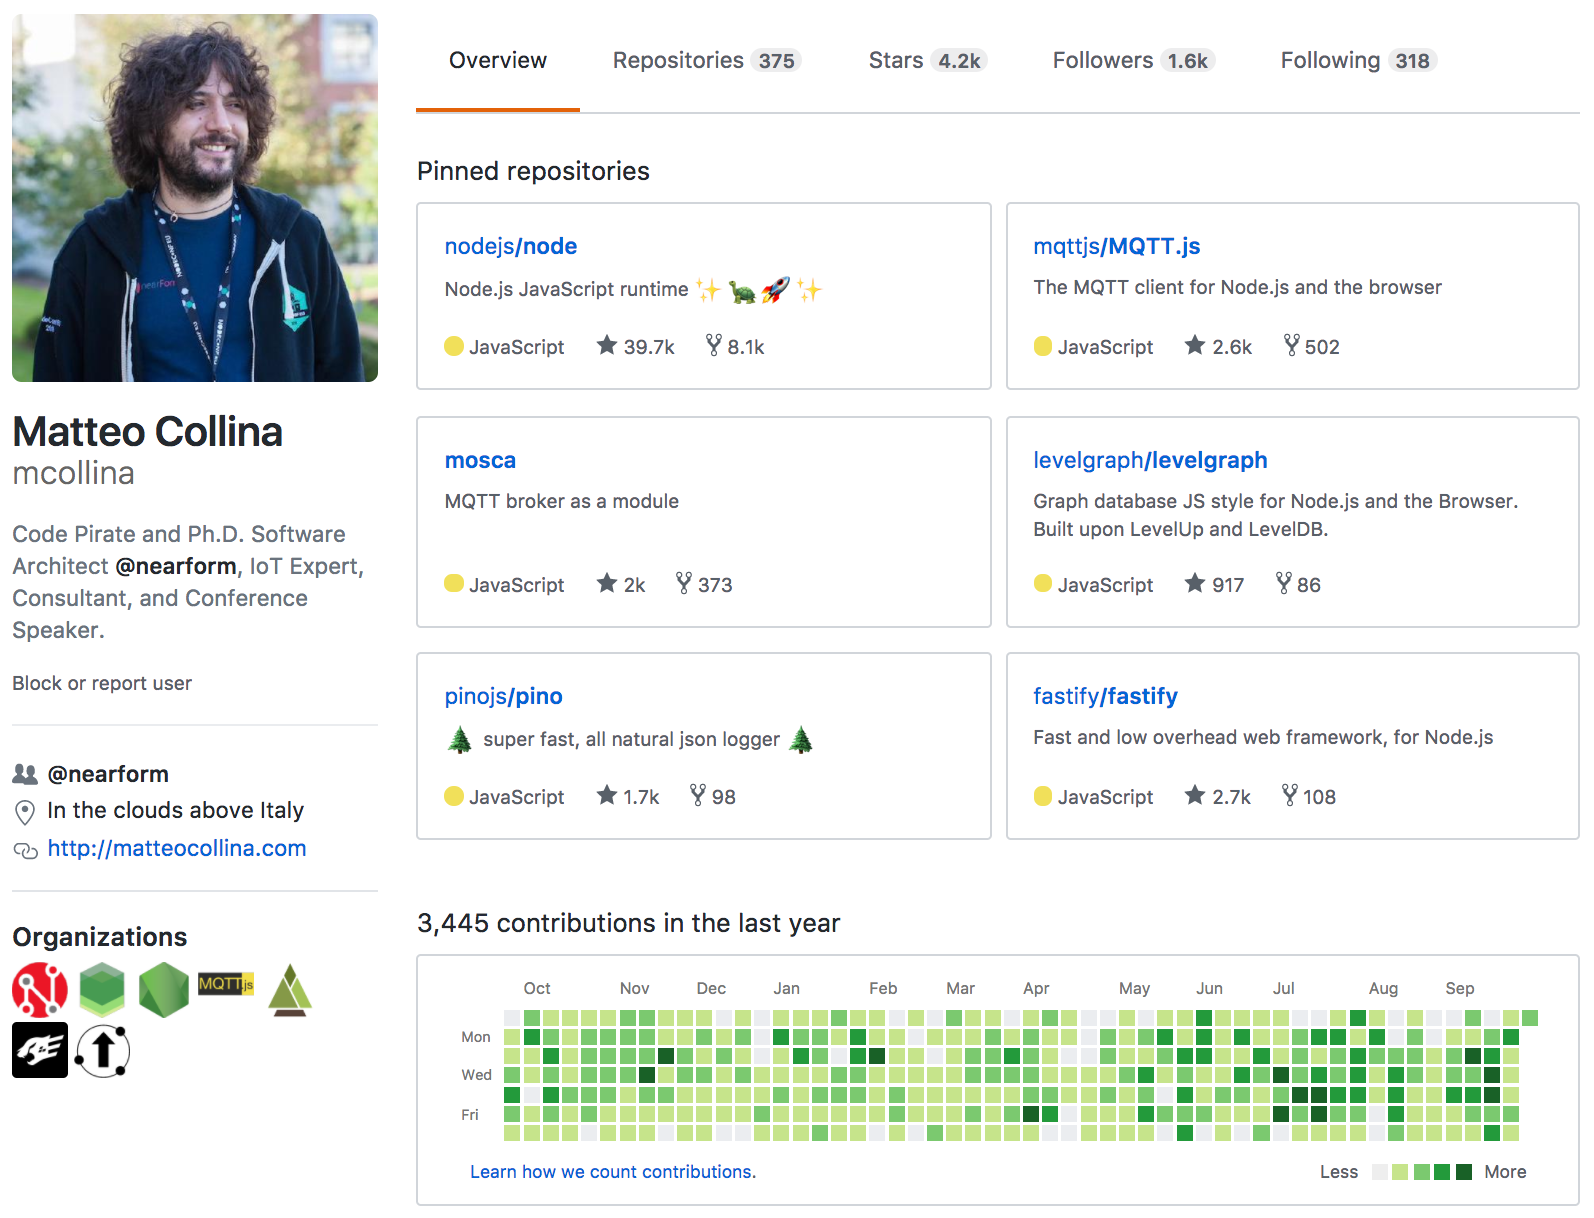 Overview Repositories 375 Stars 4.2k Followers 1.6k Following 318
nearForm
NODECONF.EU
Matteo Collina
mcollina
Code Pirate and Ph.D. Software
Architect @nearform, IoT Expert,
Consultant, and Conference
Speaker.
Block or report user
@nearform
In the clouds above Italy
http://matteocollina.com
Organizations
MQTT.js
Pinned repositories
nodejs/node
Node.js JavaScript runtime ✨🐢🚀✨
JavaScript 39.7k 8.1k
mqttjs/MQTT.js
The MQTT client for Node.js and the browser
JavaScript 2.6k 502
mosca
MQTT broker as a module
JavaScript 2k 373
levelgraph/levelgraph
Graph database JS style for Node.js and the Browser.
Built upon LevelUp and LevelDB.
JavaScript 917 86
pinojs/pino
🌲 super fast, all natural json logger 🌲
JavaScript 1.7k 98
fastify/fastify
Fast and low overhead web framework, for Node.js
JavaScript 2.7k 108
3,445 contributions in the last year
Oct Nov Dec Jan Feb Mar Apr May Jun Jul Aug Sep
Mon
Wed
Fri
Learn how we count contributions.
Less More